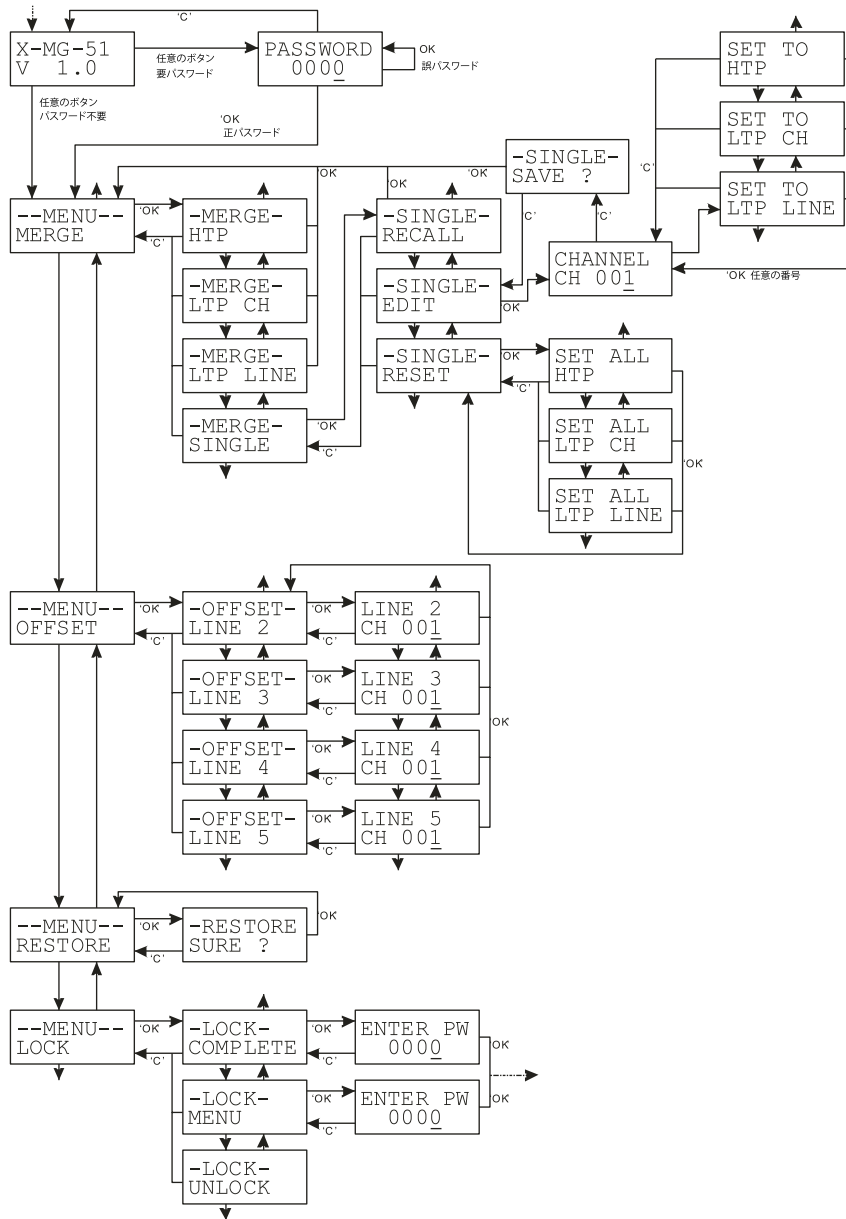 'C'
X-MG-51
V 1.0
任意のボタン
要パスワード
PASSWORD
0000
OK
誤パスワード
任意のボタン
パスワード不要
'OK
正パスワード
SET TO
HTP
SET TO
LTP CH
SET TO
LTP LINE
'C'
--MENU--
MERGE
'OK
'C'
-MERGE-
HTP
-MERGE-
LTP CH
-MERGE-
LTP LINE
-MERGE-
SINGLE
'OK
'OK
'OK
'OK
'C'
-SINGLE-
SAVE ?
'C'
'C'
-SINGLE-
RECALL
-SINGLE-
EDIT
OK'
-SINGLE-
RESET
CHANNEL
CH 001
'OK 任意の番号
'OK
'C'
SET ALL
HTP
SET ALL
LTP CH
SET ALL
LTP LINE
'OK
--MENU--
OFFSET
'OK
'C'
-OFFSET-
LINE 2
'OK
'C'
LINE 2
CH 001
-OFFSET-
LINE 3
'OK
'C'
LINE 3
CH 001
'OK
-OFFSET-
LINE 4
'OK
'C'
LINE 4
CH 001
-OFFSET-
LINE 5
'OK
'C'
LINE 5
CH 001
--MENU--
RESTORE
'OK
'C'
-RESTORE
SURE ?
'OK
--MENU--
LOCK
'OK
'C'
-LOCK-
COMPLETE
'OK
'C'
ENTER PW
0000
'OK
-LOCK-
MENU
'OK
'C'
ENTER PW
0000
'OK
-LOCK-
UNLOCK